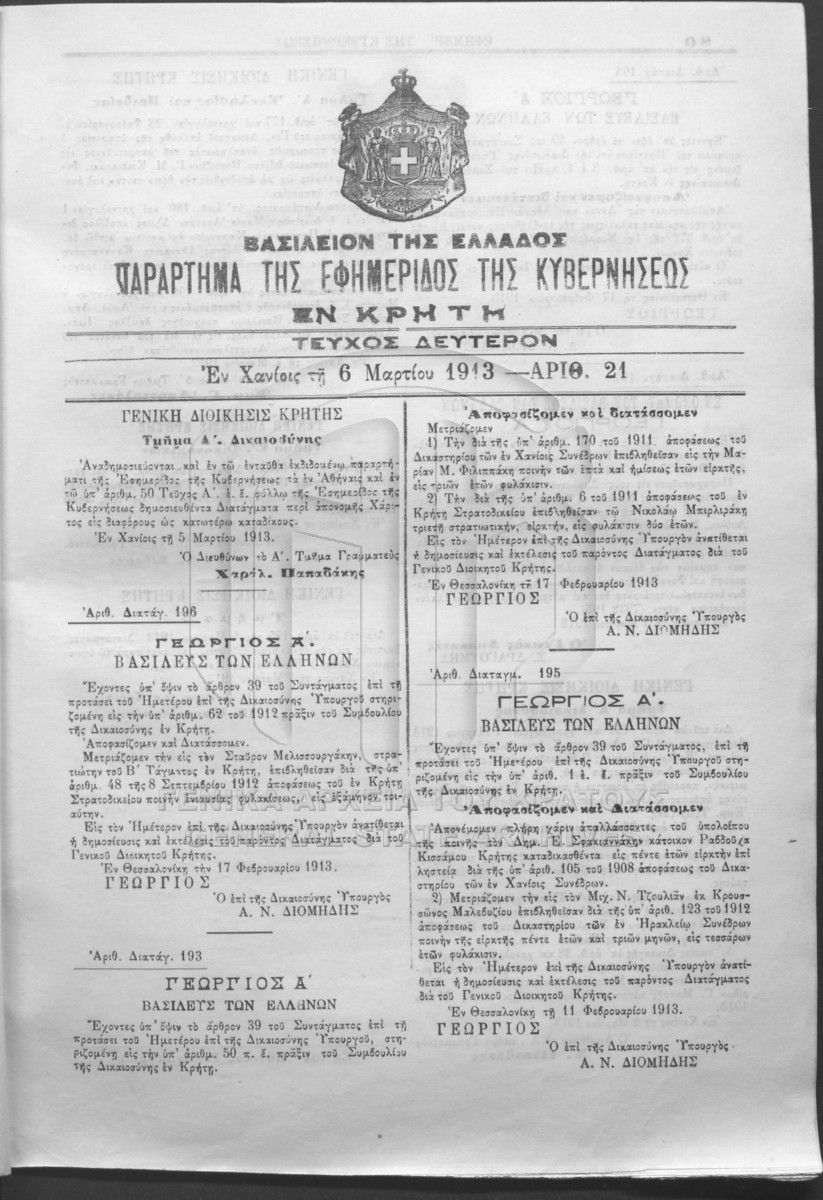 ΒΑΣΙΛΕΙΟΝ ΤΗΣ ΕΛΛΑΔΟΣ
ΠΑΡΑΡΤΗΜΑ ΤΗΣ ΕΦΗΜΕΡΙΔΟΣ ΤΗΣ ΚΥΒΕΡΝΗΣΕΩΣ
ΕΝ ΚΡΗΤΗ
ΤΕΥΧΟΣ ΔΕΥΤΕΡΟΝ
Ἐν Χανίοις τῇ 6 Μαρτίου 1913 — ΑΡΙΘ. 21
ΓΕΝΙΚΗ ΔΙΟΙΚΗΣΙΣ ΚΡΗΤΗΣ
Τμῆμα Α΄. Δικαιοσύνης
Ἀναδημοσιεύονται καὶ ἐν τῷ ἐνταῦθα ἐκδιδομένῳ παραρτή-
ματι τῆς Ἐφημερίδος τῆς Κυβερνήσεως τὰ ἐν Ἀθήναις καὶ ἐν
τῷ ὑπ' ἀριθμ. 50 Τεῦχος Α΄. ἐ. ἔ. φύλλῳ τῆς Ἐφημερίδος τῆς
Κυβερνήσεως δημοσιευθέντα Διατάγματα περὶ ἀπονομῆς Χάρι-
τος εἰς διαφόρους ὡς κατωτέρω καταδίκους.
Ἐν Χανίοις τῇ 5 Μαρτίου 1913.
Ὁ Διευθύνων τὸ Α΄. Τμῆμα Γραμματεὺς
Χαράλ. Παπαδάκης
Ἀριθ. Διατάγ. 196
ΓΕΩΡΓΙΟΣ Α΄.
ΒΑΣΙΛΕΥΣ ΤΩΝ ΕΛΛΗΝΩΝ
Ἔχοντες ὑπ' ὄψιν τὸ ἄρθρον 39 τοῦ Συντάγματος ἐπὶ τῇ
προτάσει τοῦ Ἡμετέρου ἐπὶ τῆς Δικαιοσύνης Ὑπουργοῦ στηρι-
ζομένῃ εἰς τὴν ὑπ' ἀριθμ. 62 τοῦ 1912 πρᾶξιν τοῦ Συμβουλίου
τῆς Δικαιοσύνης ἐν Κρήτῃ.
Ἀποφασίζομεν καὶ Διατάσσομεν.
Μετριάζομεν τὴν εἰς τὸν Σταῦρον Μελισσουργάκην, στρα-
τιώτην τοῦ Β΄ Τάγματος ἐν Κρήτῃ, ἐπιβληθεῖσαν διὰ τῆς ὑπ'
ἀριθμ. 48 τῆς 8 Σεπτεμβρίου 1912 ἀποφάσεως τοῦ ἐν Κρήτῃ
Στρατοδικείου ποινὴν ἐνιαυσίας φυλακίσεως, εἰς ἑξάμηνον τοι-
αύτην.
Εἰς τὸν Ἡμέτερον ἐπὶ τῆς Δικαιοσύνης Ὑπουργὸν ἀνατίθεται
ἡ δημοσίευσις καὶ ἐκτέλεσις τοῦ παρόντος Διατάγματος διὰ τοῦ
Γενικοῦ Διοικητοῦ Κρήτης.
Ἐν Θεσσαλονίκῃ τὴν 17 Φεβρουαρίου 1913.
ΓΕΩΡΓΙΟΣ
Ὁ ἐπὶ τῆς Δικαιοσύνης Ὑπουργὸς
Α. Ν. ΔΙΟΜΗΔΗΣ
Ἀριθ. Διατάγ. 193
ΓΕΩΡΓΙΟΣ Α΄
ΒΑΣΙΛΕΥΣ ΤΩΝ ΕΛΛΗΝΩΝ
Ἔχοντες ὑπ' ὄψιν τὸ ἄρθρον 39 τοῦ Συντάγματος ἐπὶ τῇ
προτάσει τοῦ Ἡμετέρου ἐπὶ τῆς Δικαιοσύνης Ὑπουργοῦ, στη-
ριζομένῃ εἰς τὴν ὑπ' ἀριθμ. 50 π. ἔ. πρᾶξιν τοῦ Συμβουλίου
τῆς Δικαιοσύνης ἐν Κρήτῃ.
Ἀποφασίζομεν καὶ διατάσσομεν
Μετριάζομεν
1) Τὴν διὰ τῆς ὑπ' ἀριθμ. 170 τοῦ 1911 ἀποφάσεως τοῦ
Δικαστηρίου τῶν ἐν Χανίοις Συνέδρων ἐπιβληθεῖσαν εἰς τὴν Μα-
ρίαν Μ. Φιλιππάκη ποινὴν τῶν ἑπτὰ καὶ ἡμίσεως ἐτῶν εἱρκτῆς,
εἰς τριῶν ἐτῶν φυλάκισιν.
2) Τὴν διὰ τῆς ὑπ' ἀριθμ. 6 τοῦ 1911 ἀποφάσεως τοῦ ἐν
Κρήτῃ Στρατοδικείου ἐπιβληθεῖσαν τῷ Νικολάῳ Μπιρλιράκῃ
τριετῆ στρατιωτικὴν, εἱρκτὴν, εἰς φυλάκισιν δύο ἐτῶν.
Εἰς τὸν Ἡμέτερον ἐπὶ τῆς Δικαιοσύνης Ὑπουργὸν ἀνατίθεται
ἡ δημοσίευσις καὶ ἐκτέλεσις τοῦ παρόντος Διατάγματος διὰ τοῦ
Γενικοῦ Διοικητοῦ Κρήτης.
Ἐν Θεσσαλονίκῃ τῇ 17 Φεβρουαρίου 1913
ΓΕΩΡΓΙΟΣ
Ὁ ἐπὶ τῆς Δικαιοσύνης Ὑπουργὸς
Α. Ν. ΔΙΟΜΗΔΗΣ
Ἀριθ. Διαταγμ. 195
ΓΕΩΡΓΙΟΣ Α΄.
ΒΑΣΙΛΕΥΣ ΤΩΝ ΕΛΛΗΝΩΝ
Ἔχοντες ὑπ' ὄψιν τὸ ἄρθρον 39 τοῦ Συντάγματος, ἐπὶ τῇ
προτάσει τοῦ Ἡμετέρου ἐπὶ τῆς Δικαιοσύνης Ὑπουργοῦ στη-
ριζομένῃ εἰς τὴν ὑπ' ἀριθ. 1 ἐ. ἔ. πρᾶξιν τοῦ Συμβουλίου
τῆς Δικαιοσύνης ἐν Κρήτῃ.
Ἀποφασίζομεν καὶ Διατάσσομεν
Ἀπονέμομεν πλήρη χάριν ἀπαλλάσσοντες τοῦ ὑπολοίπου
τῆς ποινῆς τὸν Δημ. Ε. Σφακιαννάκην κάτοικον Ραβδοῦχα
Κισσάμου Κρήτης καταδικασθέντα εἰς πέντε ἐτῶν εἱρκτὴν ἐπὶ
ληστείᾳ διὰ τῆς ὑπ' ἀριθμ. 105 τοῦ 1908 ἀποφάσεως τοῦ Δικα-
στηρίου τῶν ἐν Χανίοις Συνέδρων.
2) Μετριάζομεν τὴν εἰς τὸν Μιχ. Ν. Τζουλιᾶν ἐκ Κρουσ-
σῶνος Μαλεβυζίου ἐπιβληθεῖσαν διὰ τῆς ὑπ' ἀριθ. 123 τοῦ 1912
ἀποφάσεως τοῦ Δικαστηρίου τῶν ἐν Ἡρακλείῳ Συνέδρων
ποινὴν τῆς εἱρκτῆς πέντε ἐτῶν καὶ τριῶν μηνῶν, εἰς τεσσάρων
ἐτῶν φυλάκισιν.
Εἰς τὸν Ἡμέτερον ἐπὶ τῆς Δικαιοσύνης Ὑπουργὸν ἀνατί-
θεται ἡ δημοσίευσις καὶ ἐκτέλεσις τοῦ παρόντος Διατάγματος
διὰ τοῦ Γενικοῦ Διοικητοῦ Κρήτης.
Ἐν Θεσσαλονίκῃ τῇ 11 Φεβρουαρίου 1913.
ΓΕΩΡΓΙΟΣ
Ὁ ἐπὶ τῆς Δικαιοσύνης Ὑπουργὸς
Α. Ν. ΔΙΟΜΗΔΗΣ
ΓΕΝΙΚΑ ΑΡΧΕΙΑ ΤΟΥ ΚΡΑΤΟΥΣ